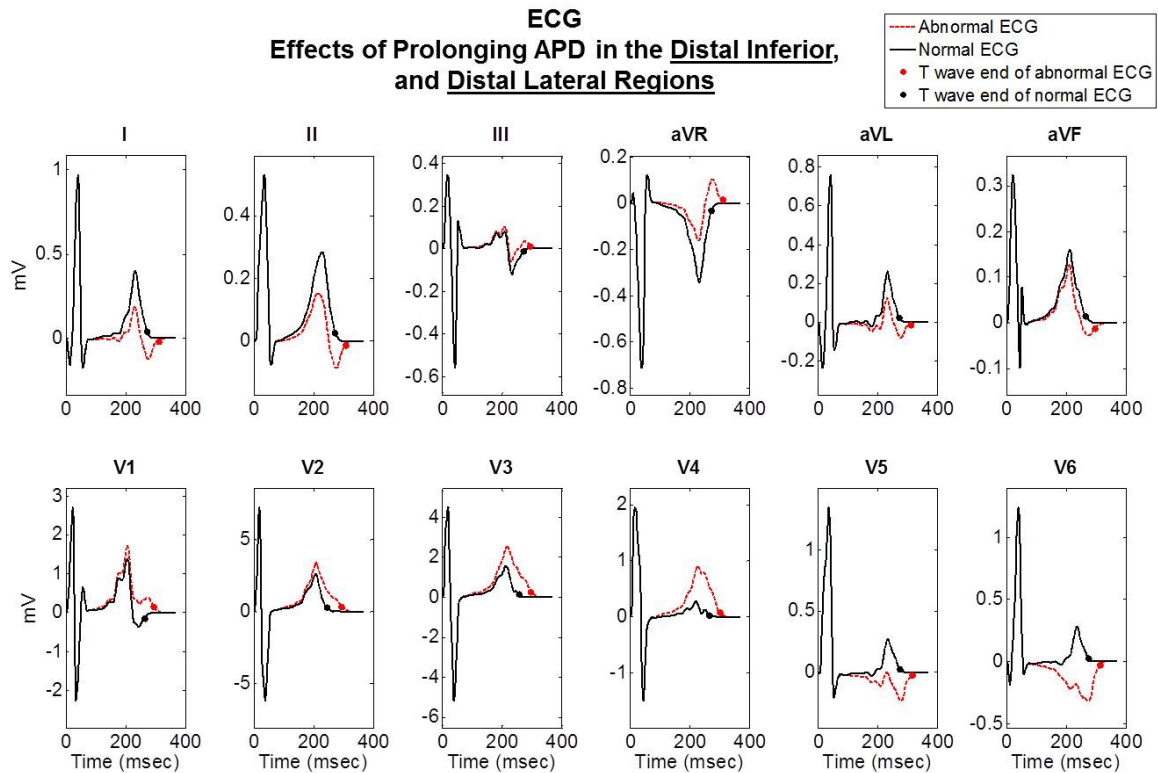 ECG
Effects of Prolonging APD in the Distal Inferior,
and Distal Lateral Regions
Abnormal ECG
Normal ECG
T wave end of abnormal ECG
T wave end of normal ECG
I
II
III
aVR
aVL
aVF
1
0.5
0
mV
0 200 400
0.4
0.2
0
0 200 400
0.4
0.2
0
-0.2
-0.4
-0.6
0 200 400
0.2
0
-0.2
-0.4
-0.6
-0.8
0 200 400
0.8
0.6
0.4
0.2
0
-0.2
0 200 400
0.3
0.2
0.1
0
-0.1
0 200 400
V1
V2
V3
V4
V5
V6
3
2
1
0
-1
-2
mV
0 200 400
Time (msec)
5
0
-5
0 200 400
Time (msec)
4
2
0
-2
-4
-6
0 200 400
Time (msec)
2
1
0
-1
0 200 400
Time (msec)
1
0.5
0
0 200 400
Time (msec)
1
0.5
0
-0.5
0 200 400
Time (msec)